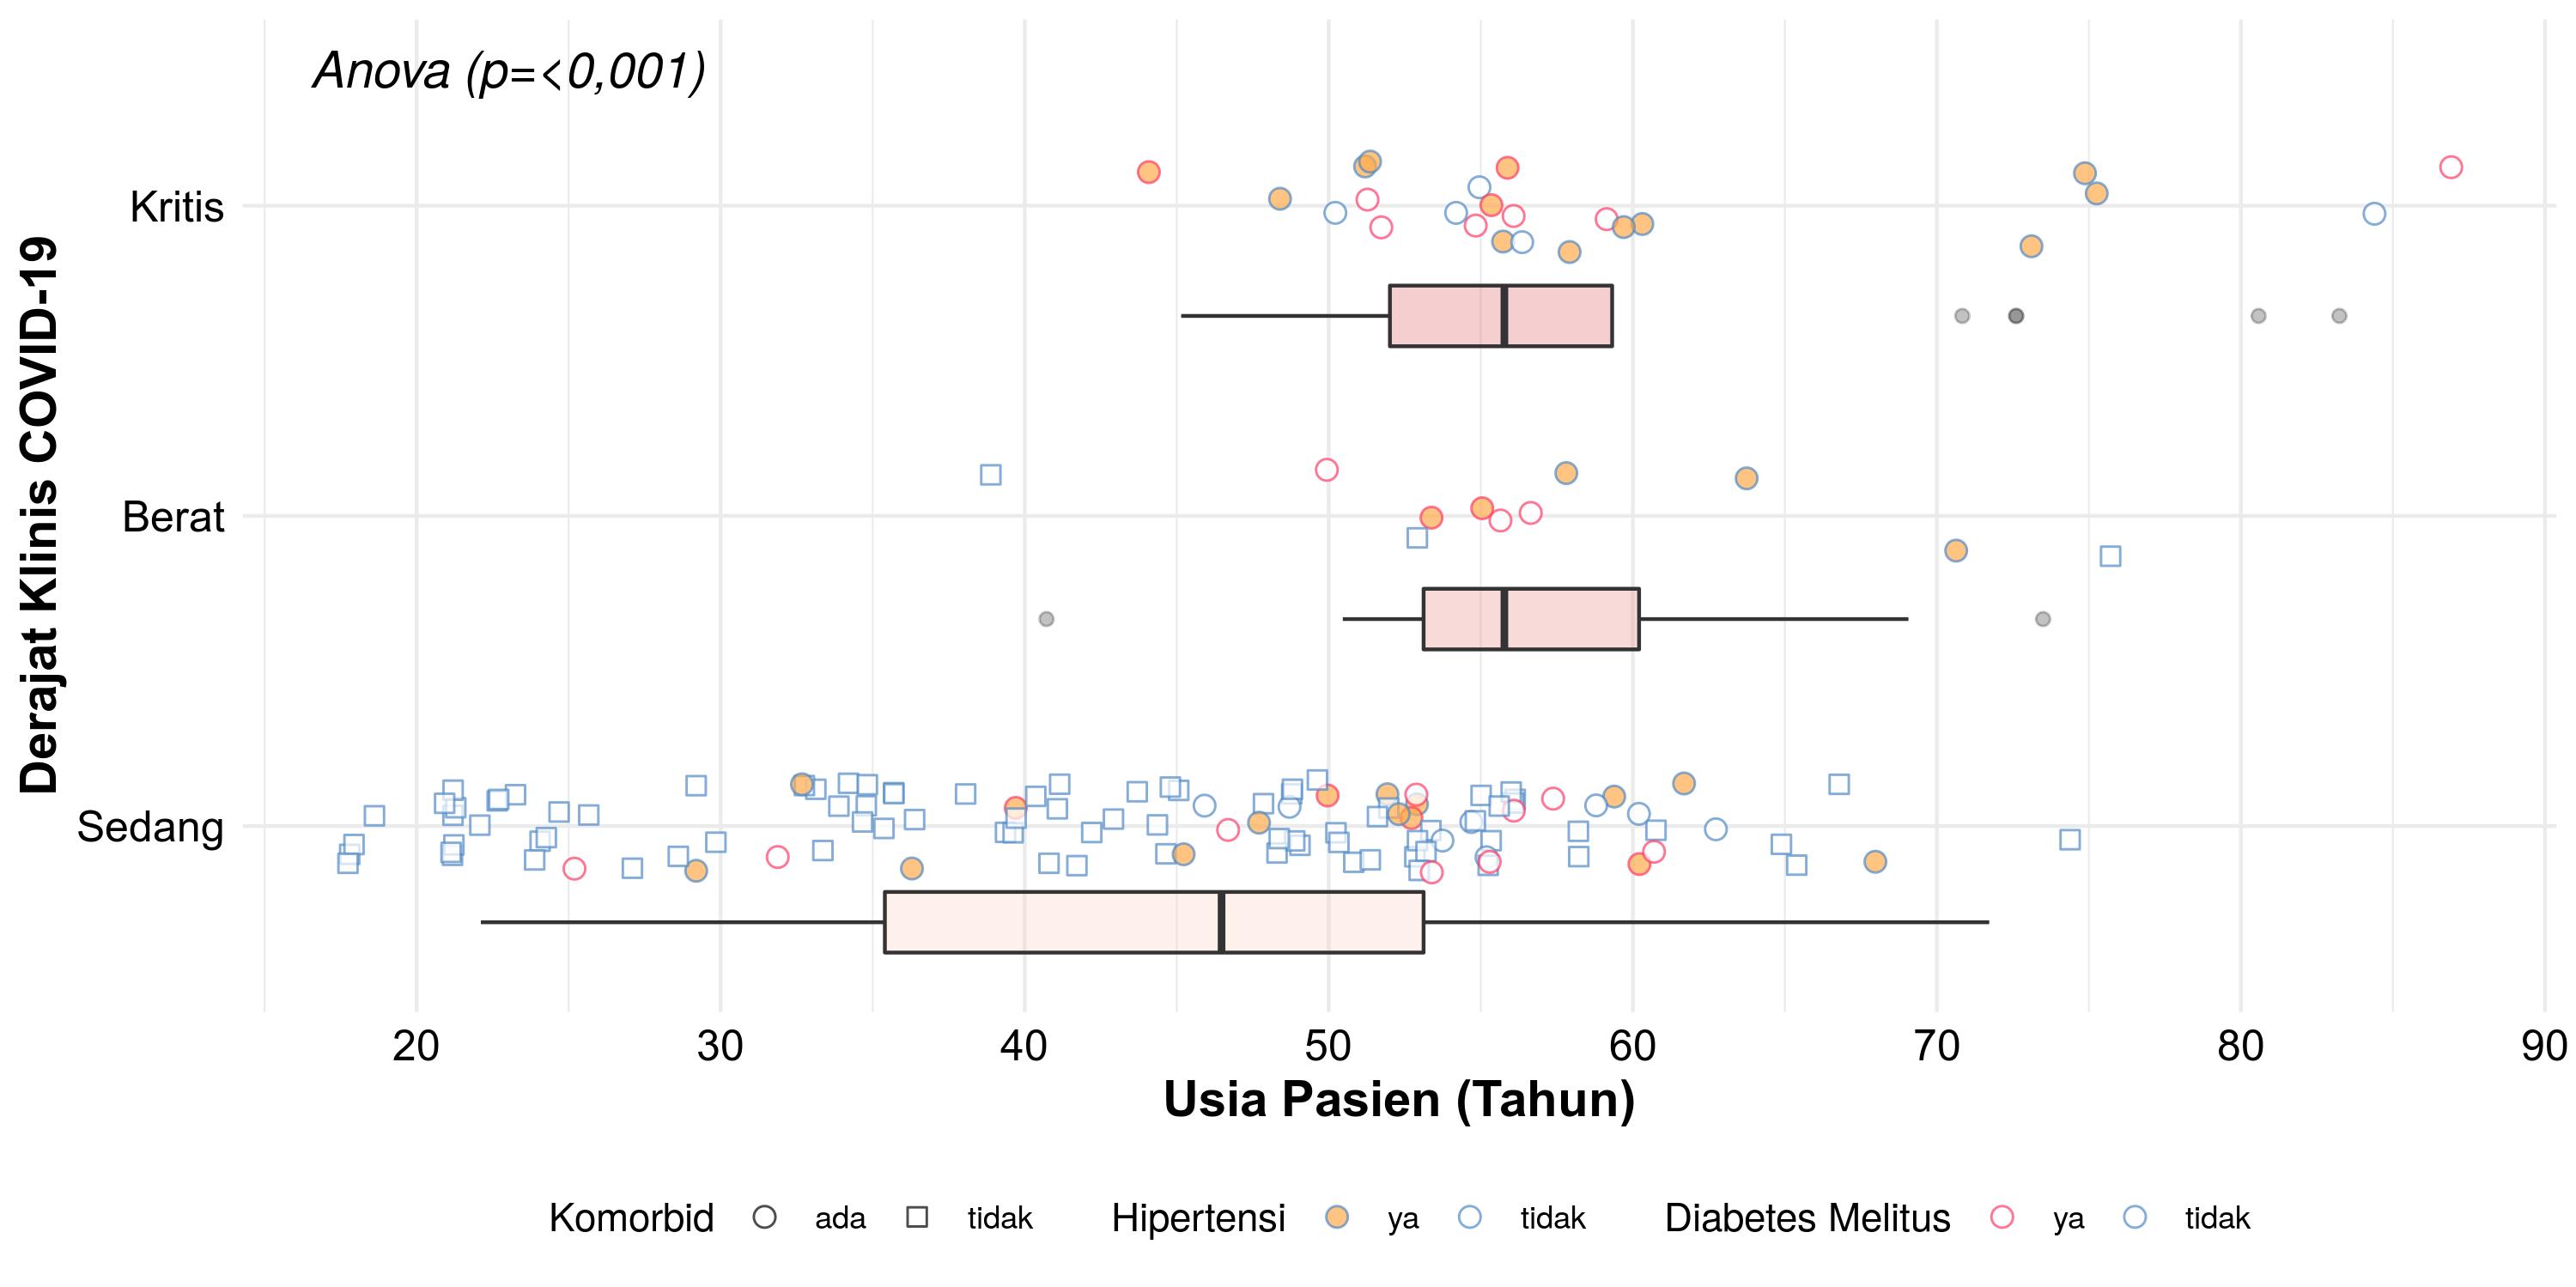 Anova (p=<0,001)
Derajat Klinis COVID-19
Kritis
Berat
Sedang
20 30 40 50 60 70 80 90
Usia Pasien (Tahun)
Komorbid ada tidak Hipertensi ya tidak Diabetes Melitus ya tidak